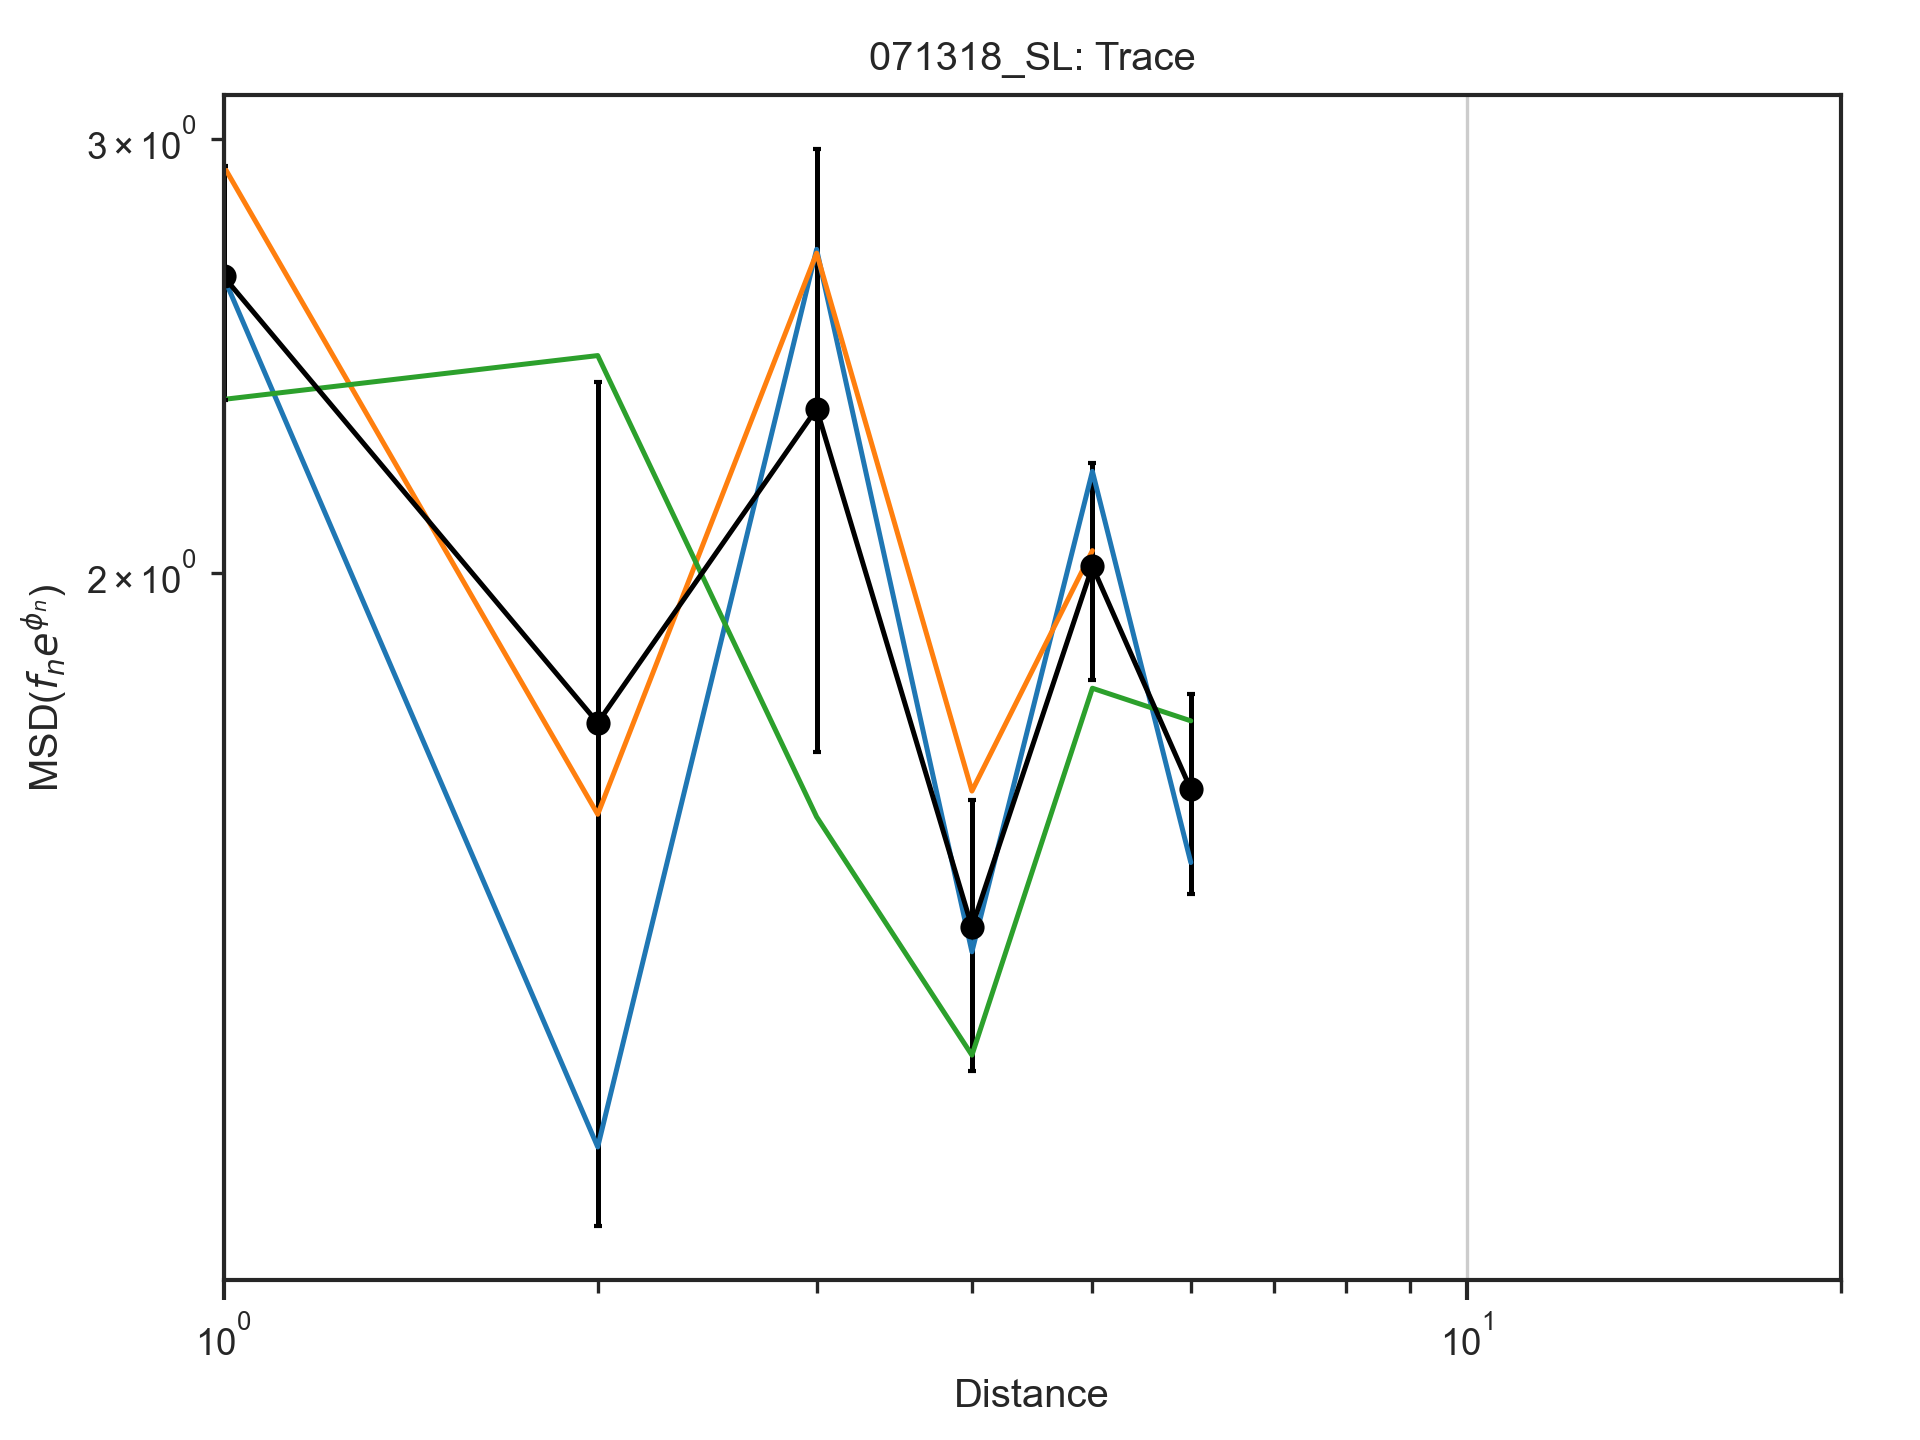 071318_SL: Trace
3 × 10⁰
2 × 10⁰
MSD(fₙe^ϕₙ)
10⁰ 10¹
Distance